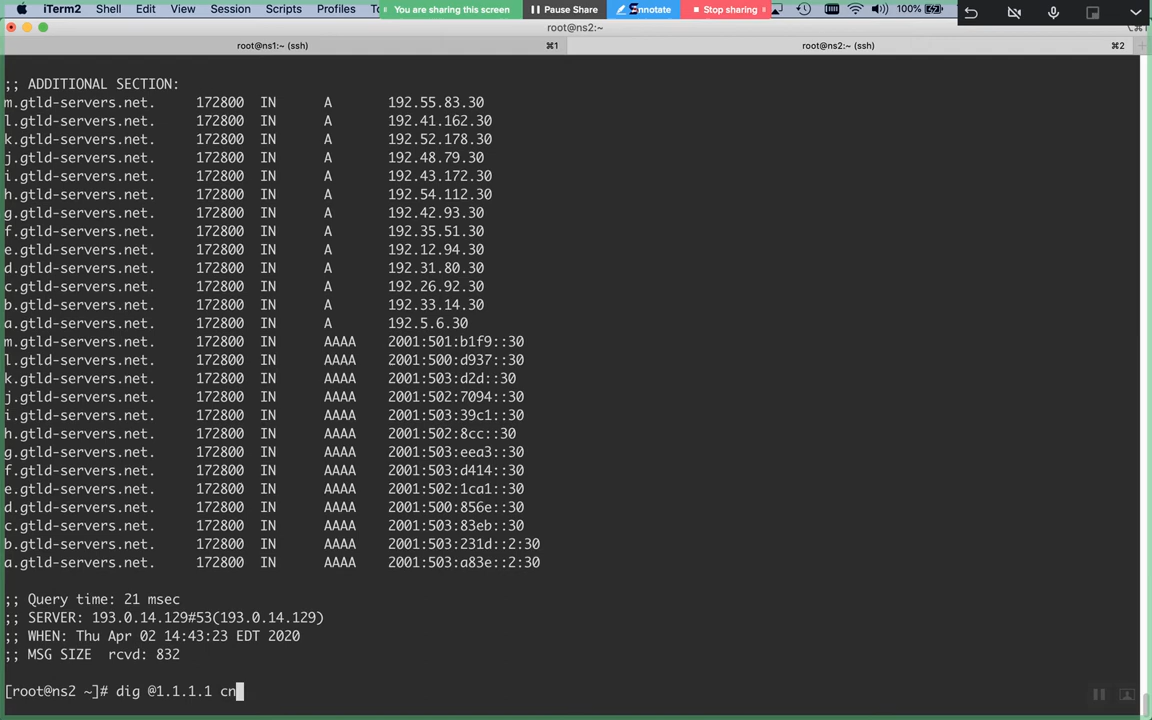 iTerm2 Shell Edit View Session Scripts Profiles
You are sharing this screen Pause Share Stop sharing 100%
root@ns2:~
root@ns1:~ (ssh) ⌘1 root@ns2:~ (ssh) ⌘2
;; ADDITIONAL SECTION:
m.gtld-servers.net. 172800 IN A 192.55.83.30
l.gtld-servers.net. 172800 IN A 192.41.162.30
k.gtld-servers.net. 172800 IN A 192.52.178.30
j.gtld-servers.net. 172800 IN A 192.48.79.30
i.gtld-servers.net. 172800 IN A 192.43.172.30
h.gtld-servers.net. 172800 IN A 192.54.112.30
g.gtld-servers.net. 172800 IN A 192.42.93.30
f.gtld-servers.net. 172800 IN A 192.35.51.30
e.gtld-servers.net. 172800 IN A 192.12.94.30
d.gtld-servers.net. 172800 IN A 192.31.80.30
c.gtld-servers.net. 172800 IN A 192.26.92.30
b.gtld-servers.net. 172800 IN A 192.33.14.30
a.gtld-servers.net. 172800 IN A 192.5.6.30
m.gtld-servers.net. 172800 IN AAAA 2001:501:b1f9::30
l.gtld-servers.net. 172800 IN AAAA 2001:500:d937::30
k.gtld-servers.net. 172800 IN AAAA 2001:503:d2d::30
j.gtld-servers.net. 172800 IN AAAA 2001:502:7094::30
i.gtld-servers.net. 172800 IN AAAA 2001:503:39c1::30
h.gtld-servers.net. 172800 IN AAAA 2001:502:8cc::30
g.gtld-servers.net. 172800 IN AAAA 2001:503:eea3::30
f.gtld-servers.net. 172800 IN AAAA 2001:503:d414::30
e.gtld-servers.net. 172800 IN AAAA 2001:502:1ca1::30
d.gtld-servers.net. 172800 IN AAAA 2001:500:856e::30
c.gtld-servers.net. 172800 IN AAAA 2001:503:83eb::30
b.gtld-servers.net. 172800 IN AAAA 2001:503:231d::2:30
a.gtld-servers.net. 172800 IN AAAA 2001:503:a83e::2:30
;; Query time: 21 msec
;; SERVER: 193.0.14.129#53(193.0.14.129)
;; WHEN: Thu Apr 02 14:43:23 EDT 2020
;; MSG SIZE rcvd: 832
[root@ns2 ~]# dig @1.1.1.1 cn